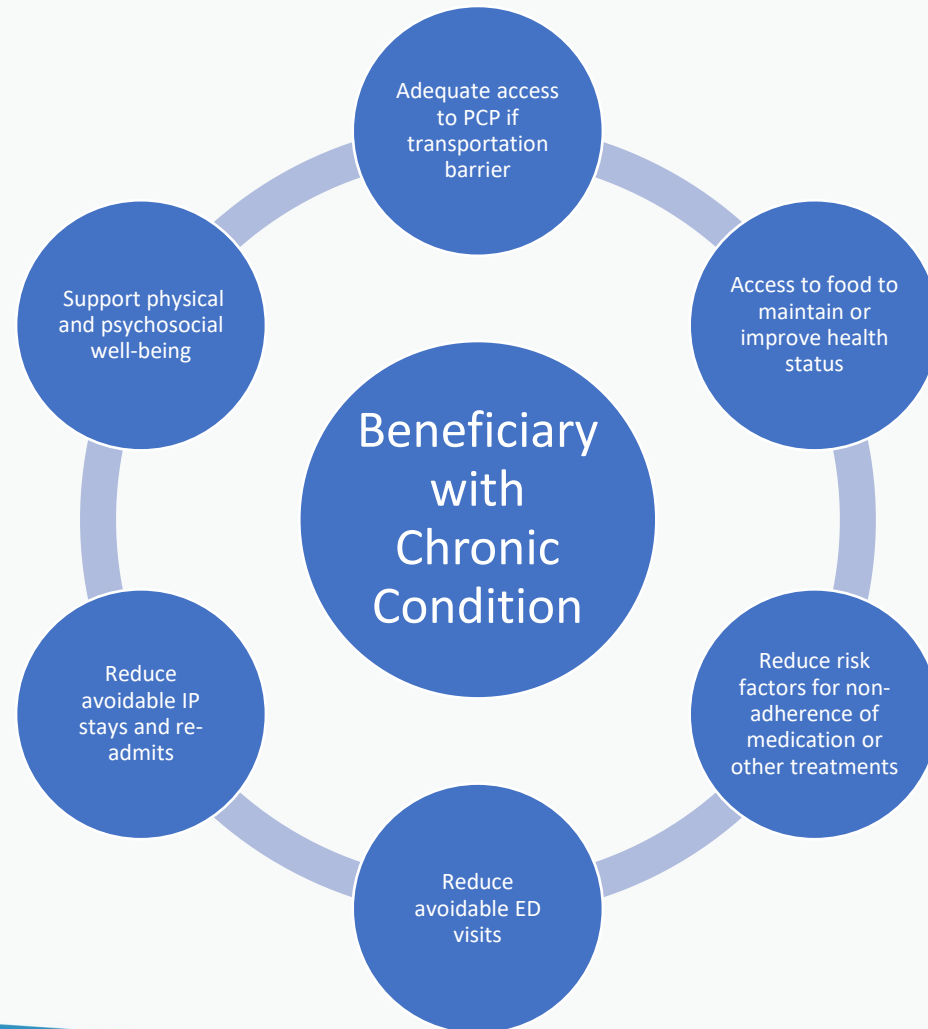 Adequate access
to PCP if
transportation
barrier
Access to food to
maintain or
improve health
status
Reduce risk
factors for non-
adherence of
medication or
other treatments
Reduce
avoidable ED
visits
Reduce
avoidable IP
stays and re-
admits
Support physical
and psychosocial
well-being
Beneficiary
with
Chronic
Condition